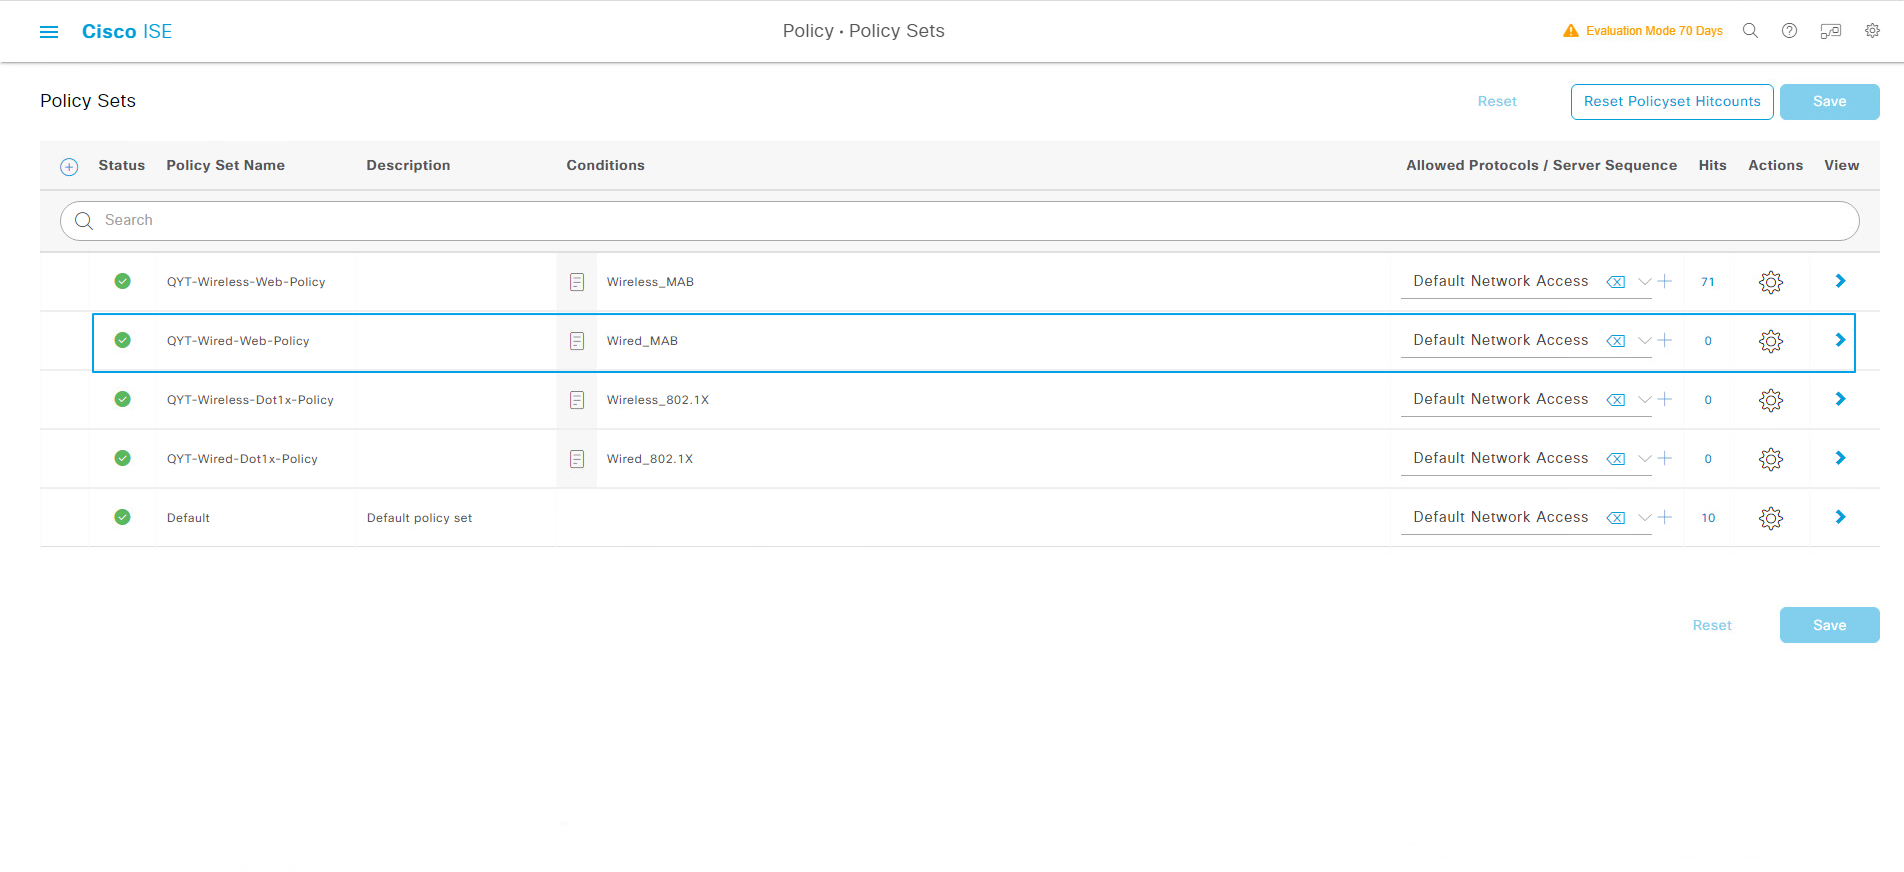 Cisco ISE
Policy · Policy Sets
Evaluation Mode 70 Days
Policy Sets
Reset
Reset Policyset Hitcounts
Save
Status Policy Set Name Description Conditions Allowed Protocols / Server Sequence Hits Actions View
Search
QYT-Wireless-Web-Policy Wireless_MAB Default Network Access 71
QYT-Wired-Web-Policy Wired_MAB Default Network Access 0
QYT-Wireless-Dot1x-Policy Wireless_802.1X Default Network Access 0
QYT-Wired-Dot1x-Policy Wired_802.1X Default Network Access 0
Default Default policy set Default Network Access 10
Reset
Save